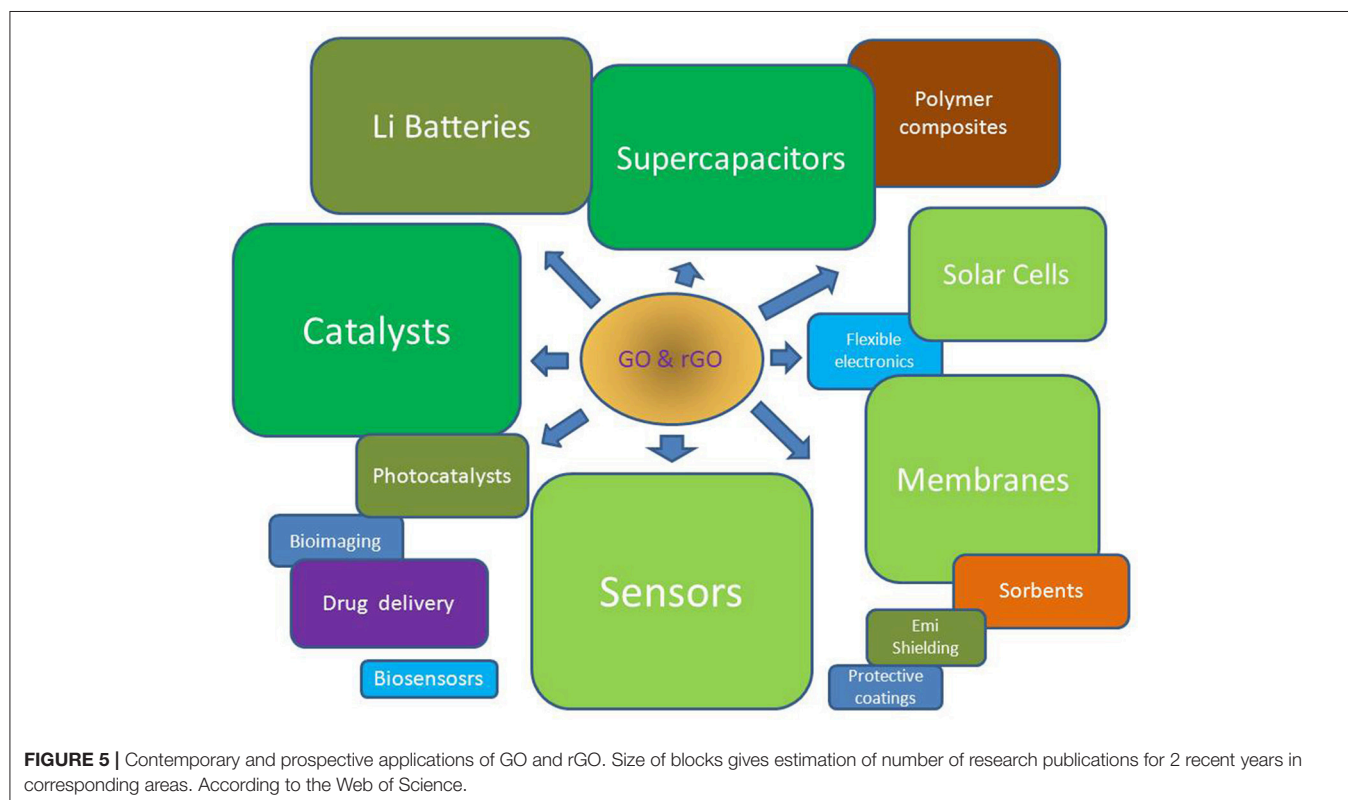 Li Batteries
Supercapacitors
Polymer
composites
Solar Cells
Catalysts
GO & rGO
Flexible
electronics
Membranes
Photocatalysts
Bioimaging
Drug delivery
Biosensosrs
Sensors
Sorbents
Emi
Shielding
Protective
coatings
FIGURE 5 | Contemporary and prospective applications of GO and rGO. Size of blocks gives estimation of number of research publications for 2 recent years in
corresponding areas. According to the Web of Science.